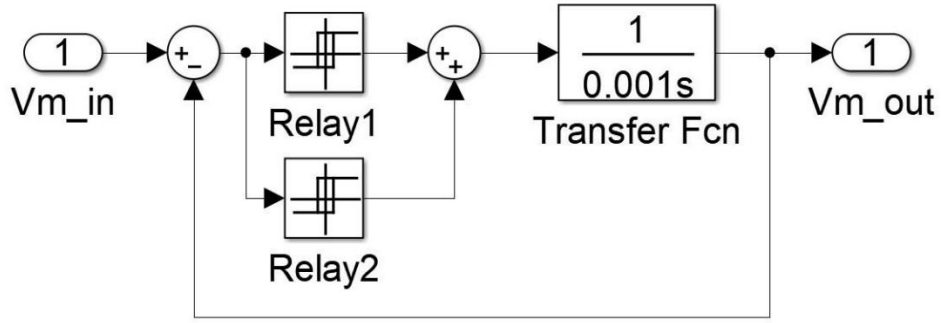 1
Vm_in
+
−
Relay1
+
+
1
0.001s
Transfer Fcn
1
Vm_out
Relay2